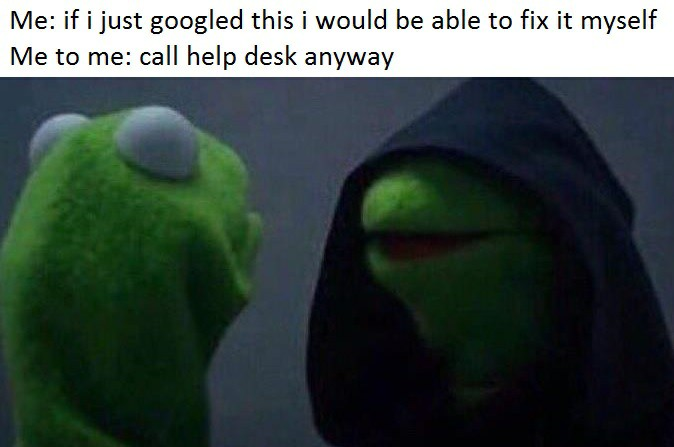 Me: if i just googled this i would be able to fix it myself
Me to me: call help desk anyway